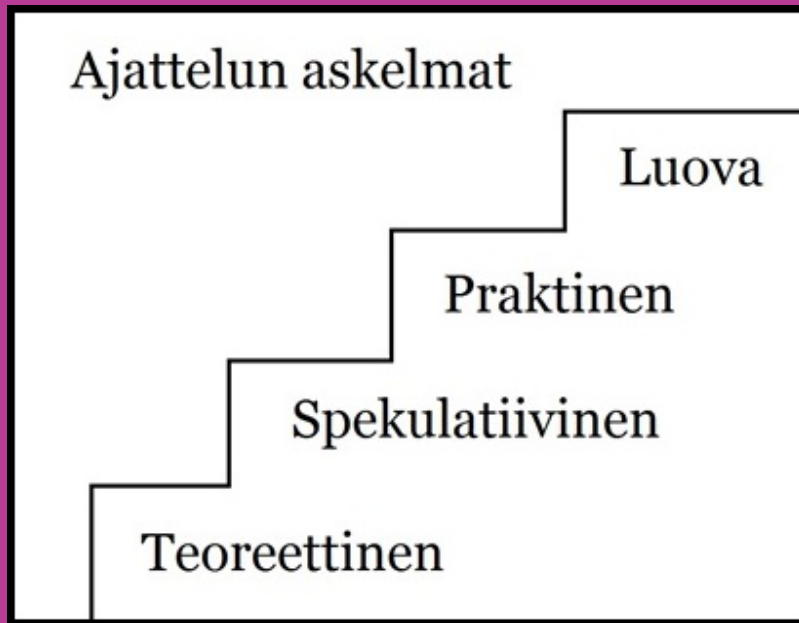 Ajattelun askelmat
Luova
Praktinen
Spekulatiivinen
Teoreettinen